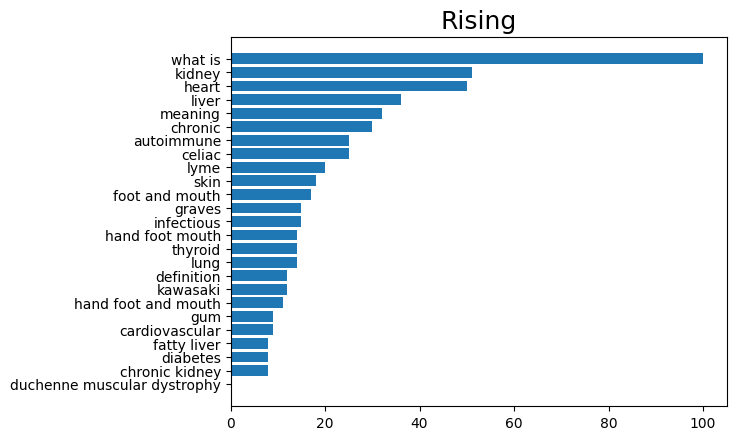 Rising
what is
kidney
heart
liver
meaning
chronic
autoimmune
celiac
lyme
skin
foot and mouth
graves
infectious
hand foot mouth
thyroid
lung
definition
kawasaki
hand foot and mouth
gum
cardiovascular
fatty liver
diabetes
chronic kidney
duchenne muscular dystrophy
0 20 40 60 80 100